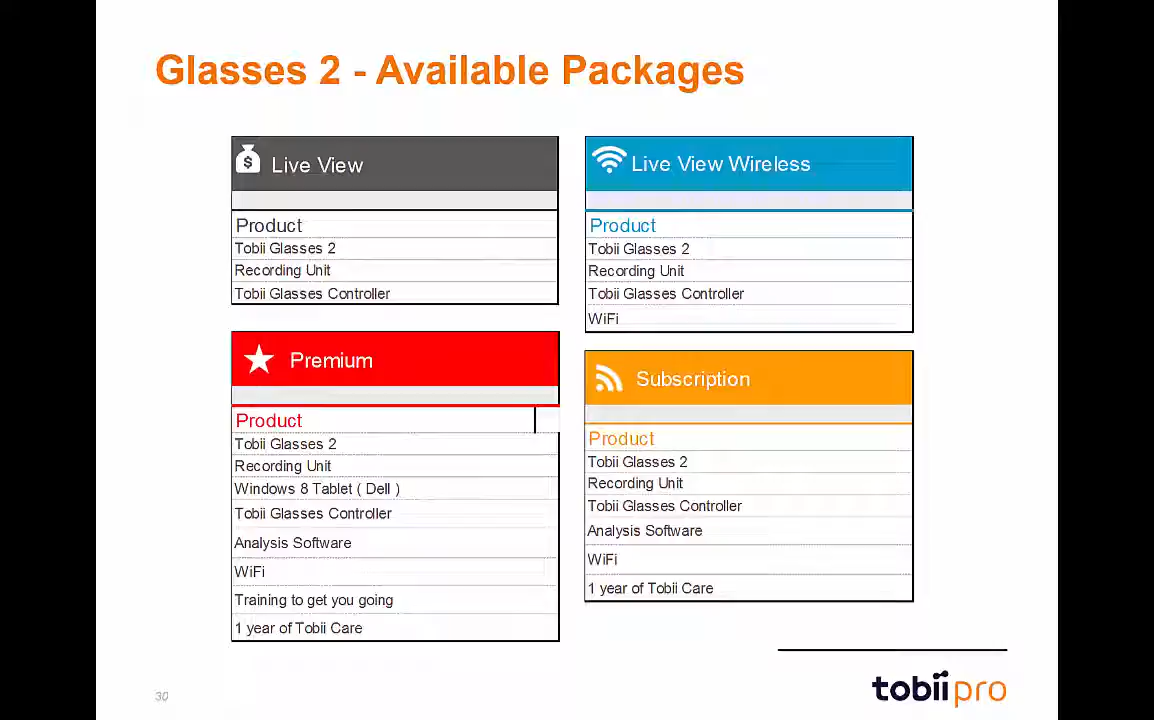 Glasses 2 - Available Packages
Live View
Product
Tobii Glasses 2
Recording Unit
Tobii Glasses Controller
Live View Wireless
Product
Tobii Glasses 2
Recording Unit
Tobii Glasses Controller
WiFi
Premium
Product
Tobii Glasses 2
Recording Unit
Windows 8 Tablet ( Dell )
Tobii Glasses Controller
Analysis Software
WiFi
Training to get you going
1 year of Tobii Care
Subscription
Product
Tobii Glasses 2
Recording Unit
Tobii Glasses Controller
Analysis Software
WiFi
1 year of Tobii Care
30
tobii pro